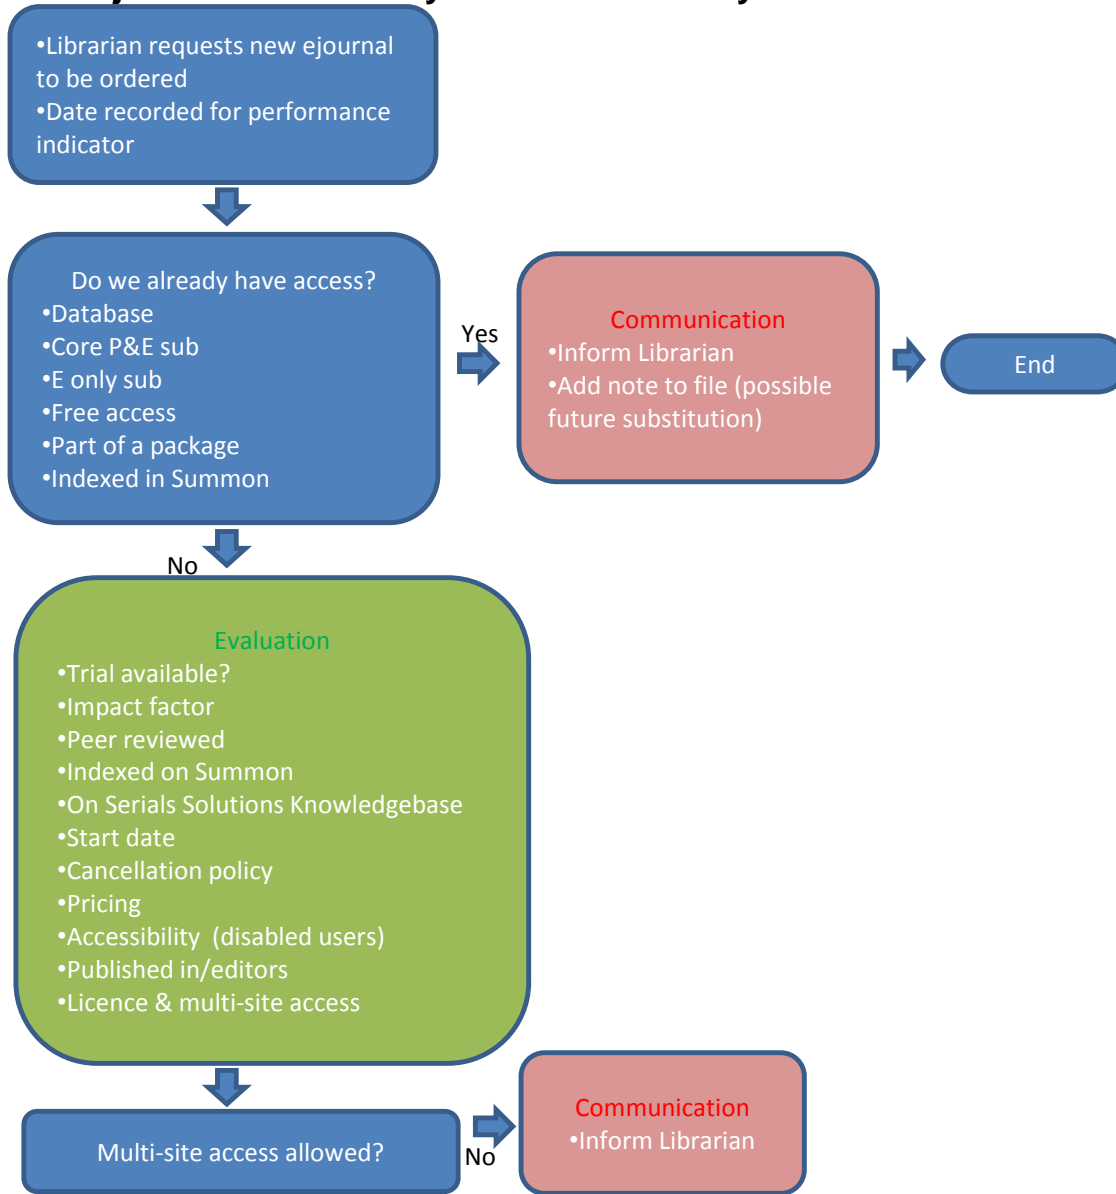 •Librarian requests new ejournal
to be ordered
•Date recorded for performance
indicator
Do we already have access?
•Database
•Core P&E sub
•E only sub
•Free access
•Part of a package
•Indexed in Summon
Yes
Communication
•Inform Librarian
•Add note to file (possible
future substitution)
End
No
Evaluation
•Trial available?
•Impact factor
•Peer reviewed
•Indexed on Summon
•On Serials Solutions Knowledgebase
•Start date
•Cancellation policy
•Pricing
•Accessibility (disabled users)
•Published in/editors
•Licence & multi-site access
Multi-site access allowed?
No
Communication
•Inform Librarian